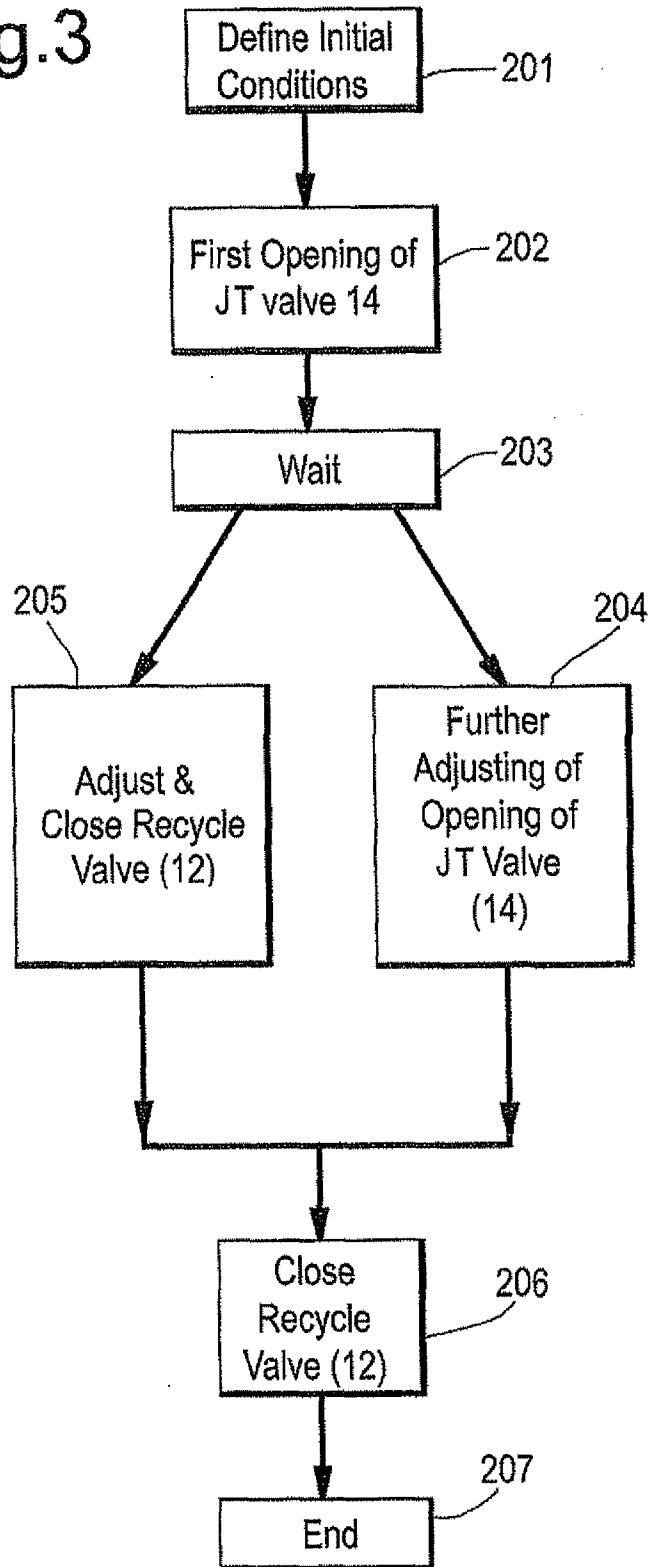 g.3
Define Initial
Conditions
201
First Opening of
JT valve 14
202
Wait
203
205
204
Adjust &
Close Recycle
Valve (12)
Further
Adjusting of
Opening of
JT Valve
(14)
Close
Recycle
Valve (12)
206
End
207